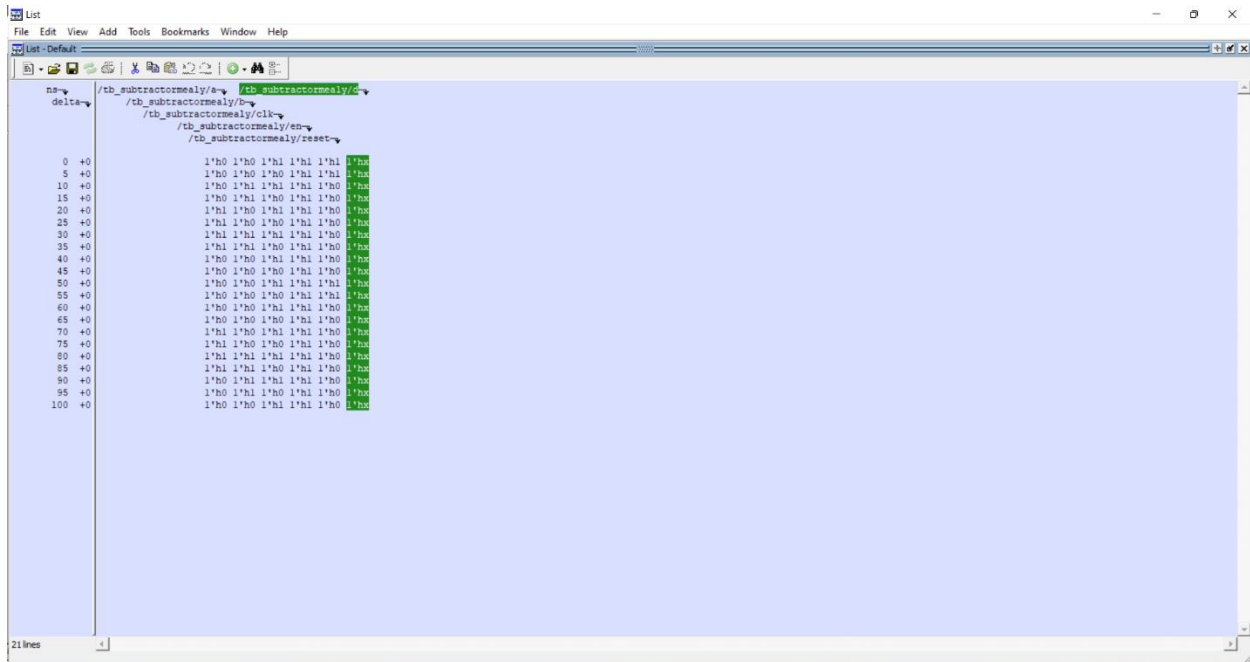 List
File Edit View Add Tools Bookmarks Window Help
List - Default
ns /tb_subtractormealy/a /tb_subtractormealy/d
delta /tb_subtractormealy/b
/tb_subtractormealy/clk
/tb_subtractormealy/en
/tb_subtractormealy/reset
0 +0 1'h0 1'h0 1'h1 1'h1 1'h1 1'hx
5 +0 1'h0 1'h0 1'h0 1'h1 1'h1 1'hx
10 +0 1'h0 1'h1 1'h1 1'h1 1'h0 1'hx
15 +0 1'h0 1'h1 1'h0 1'h1 1'h0 1'hx
20 +0 1'h1 1'h0 1'h1 1'h1 1'h0 1'hx
25 +0 1'h1 1'h0 1'h0 1'h1 1'h0 1'hx
30 +0 1'h1 1'h1 1'h1 1'h1 1'h0 1'hx
35 +0 1'h1 1'h1 1'h0 1'h1 1'h0 1'hx
40 +0 1'h0 1'h0 1'h1 1'h1 1'h0 1'hx
45 +0 1'h0 1'h0 1'h0 1'h1 1'h0 1'hx
50 +0 1'h0 1'h0 1'h1 1'h1 1'h1 1'hx
55 +0 1'h0 1'h0 1'h0 1'h1 1'h1 1'hx
60 +0 1'h0 1'h0 1'h1 1'h1 1'h0 1'hx
65 +0 1'h0 1'h0 1'h0 1'h1 1'h0 1'hx
70 +0 1'h1 1'h0 1'h1 1'h1 1'h0 1'hx
75 +0 1'h1 1'h0 1'h0 1'h1 1'h0 1'hx
80 +0 1'h1 1'h1 1'h1 1'h1 1'h0 1'hx
85 +0 1'h1 1'h1 1'h0 1'h1 1'h0 1'hx
90 +0 1'h0 1'h1 1'h1 1'h1 1'h0 1'hx
95 +0 1'h0 1'h1 1'h0 1'h1 1'h0 1'hx
100 +0 1'h0 1'h0 1'h1 1'h1 1'h0 1'hx
21 lines